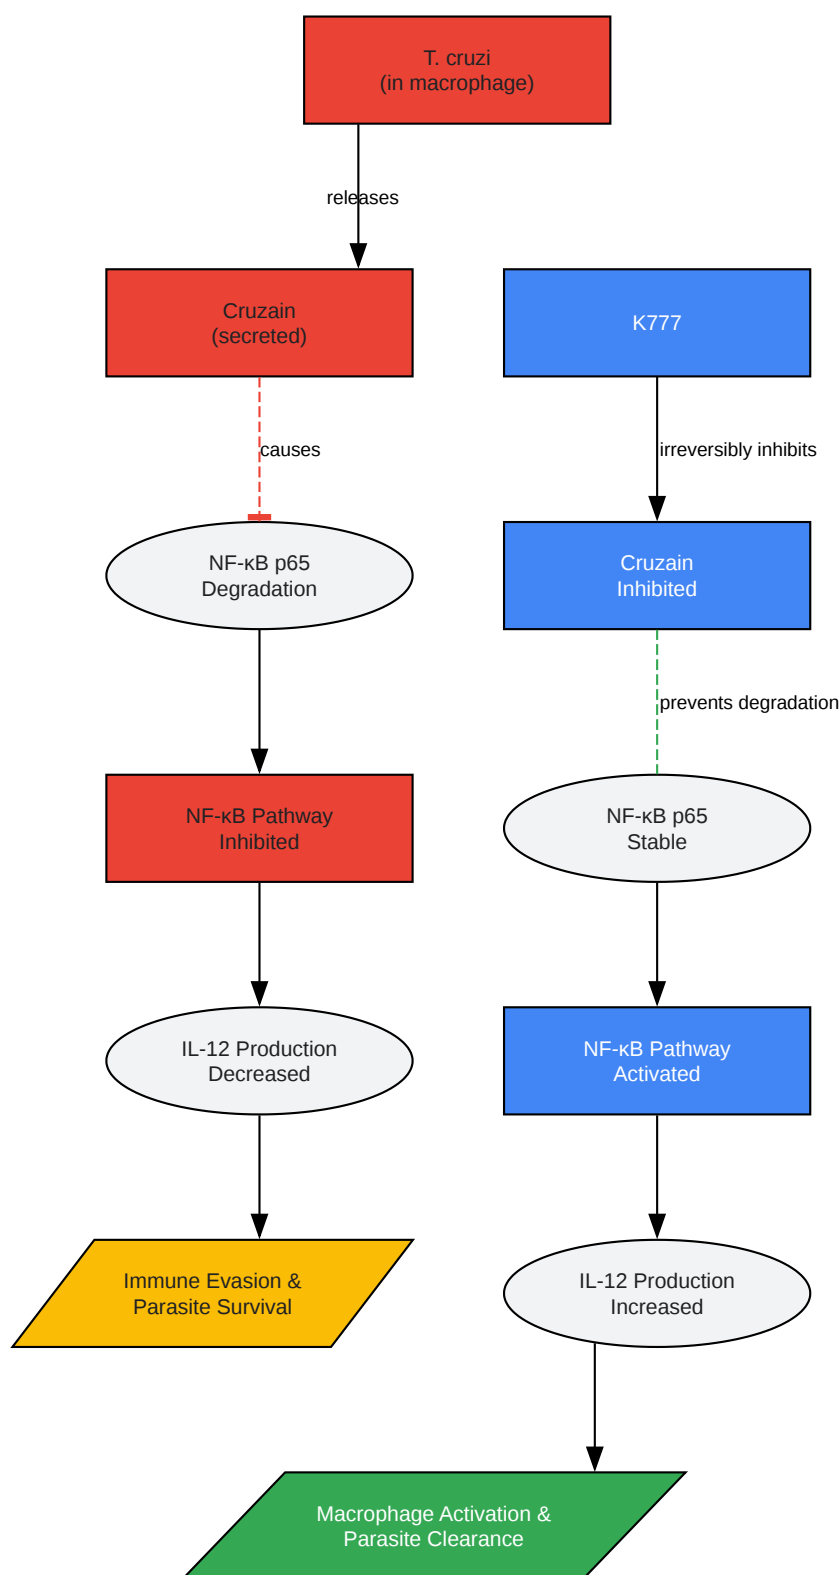 T. cruzi
(in macrophage)
releases
Cruzain
(secreted)
K777
causes
irreversibly inhibits
NF-κB p65
Degradation
Cruzain
Inhibited
prevents degradation
NF-κB Pathway
Inhibited
NF-κB p65
Stable
IL-12 Production
Decreased
NF-κB Pathway
Activated
Immune Evasion &
Parasite Survival
IL-12 Production
Increased
Macrophage Activation &
Parasite Clearance